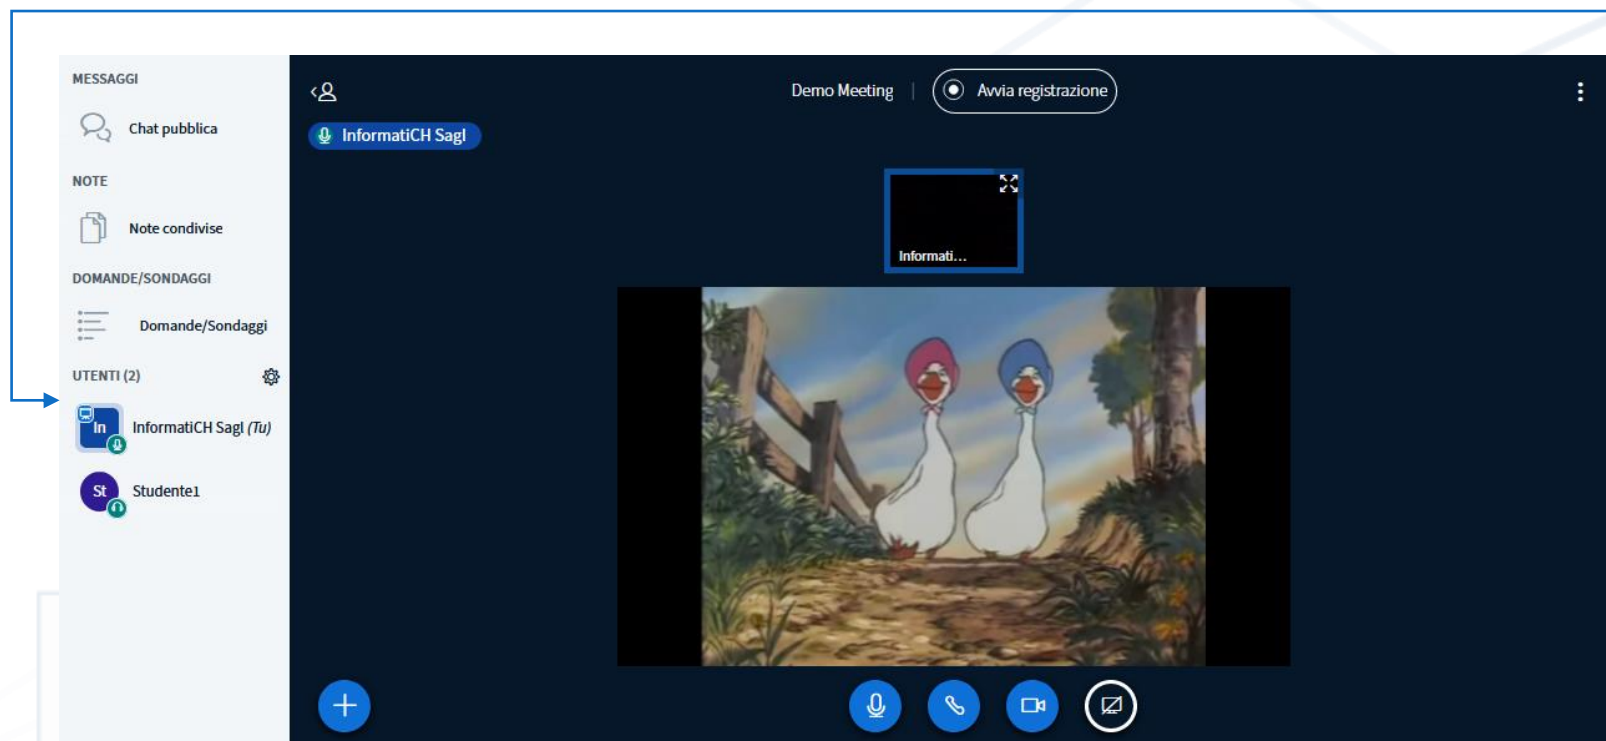 MESSAGGI
Chat pubblica
NOTE
Note condivise
DOMANDE/SONDAGGI
Domande/Sondaggi
UTENTI (2)
In
InformatiCH Sagl (Tu)
St
Studente1
Demo Meeting
Avvia registrazione
InformatiCH Sagl
Informati...